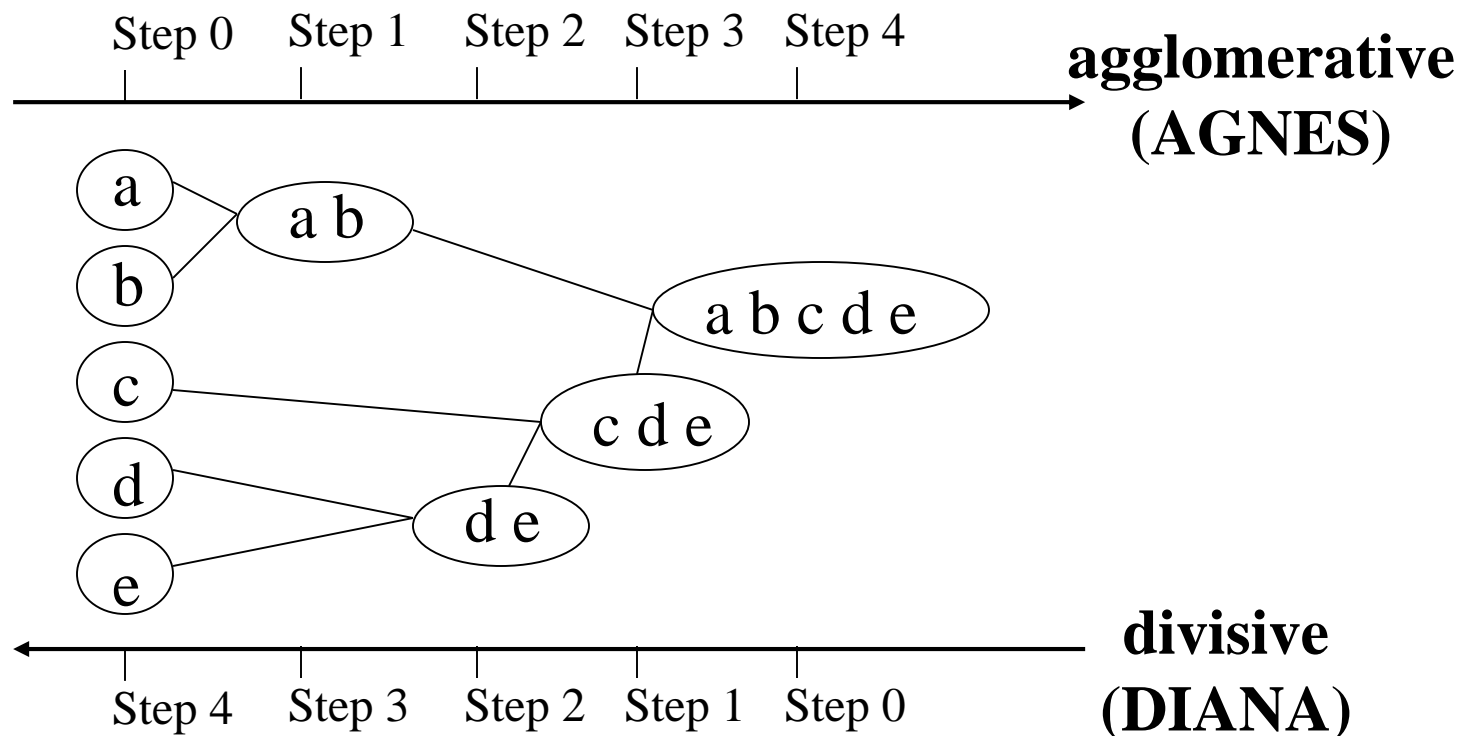 Step 0 Step 1 Step 2 Step 3 Step 4
agglomerative
(AGNES)
a
a b
b
a b c d e
c
c d e
d
d e
e
divisive
(DIANA)
Step 4 Step 3 Step 2 Step 1 Step 0